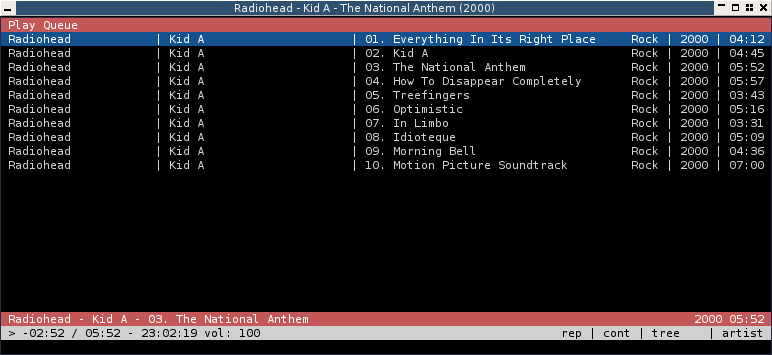 Radiohead - Kid A - The National Anthem (2000)
Play Queue
Radiohead | Kid A | 01. Everything In Its Right Place Rock | 2000 | 04:12
Radiohead | Kid A | 02. Kid A Rock | 2000 | 04:45
Radiohead | Kid A | 03. The National Anthem Rock | 2000 | 05:52
Radiohead | Kid A | 04. How To Disappear Completely Rock | 2000 | 05:57
Radiohead | Kid A | 05. Treefingers Rock | 2000 | 03:43
Radiohead | Kid A | 06. Optimistic Rock | 2000 | 05:16
Radiohead | Kid A | 07. In Limbo Rock | 2000 | 03:31
Radiohead | Kid A | 08. Idioteque Rock | 2000 | 05:09
Radiohead | Kid A | 09. Morning Bell Rock | 2000 | 04:36
Radiohead | Kid A | 10. Motion Picture Soundtrack Rock | 2000 | 07:00
Radiohead - Kid A - 03. The National Anthem 2000 05:52
> -02:52 / 05:52 - 23:02:19 vol: 100 rep | cont | tree | artist